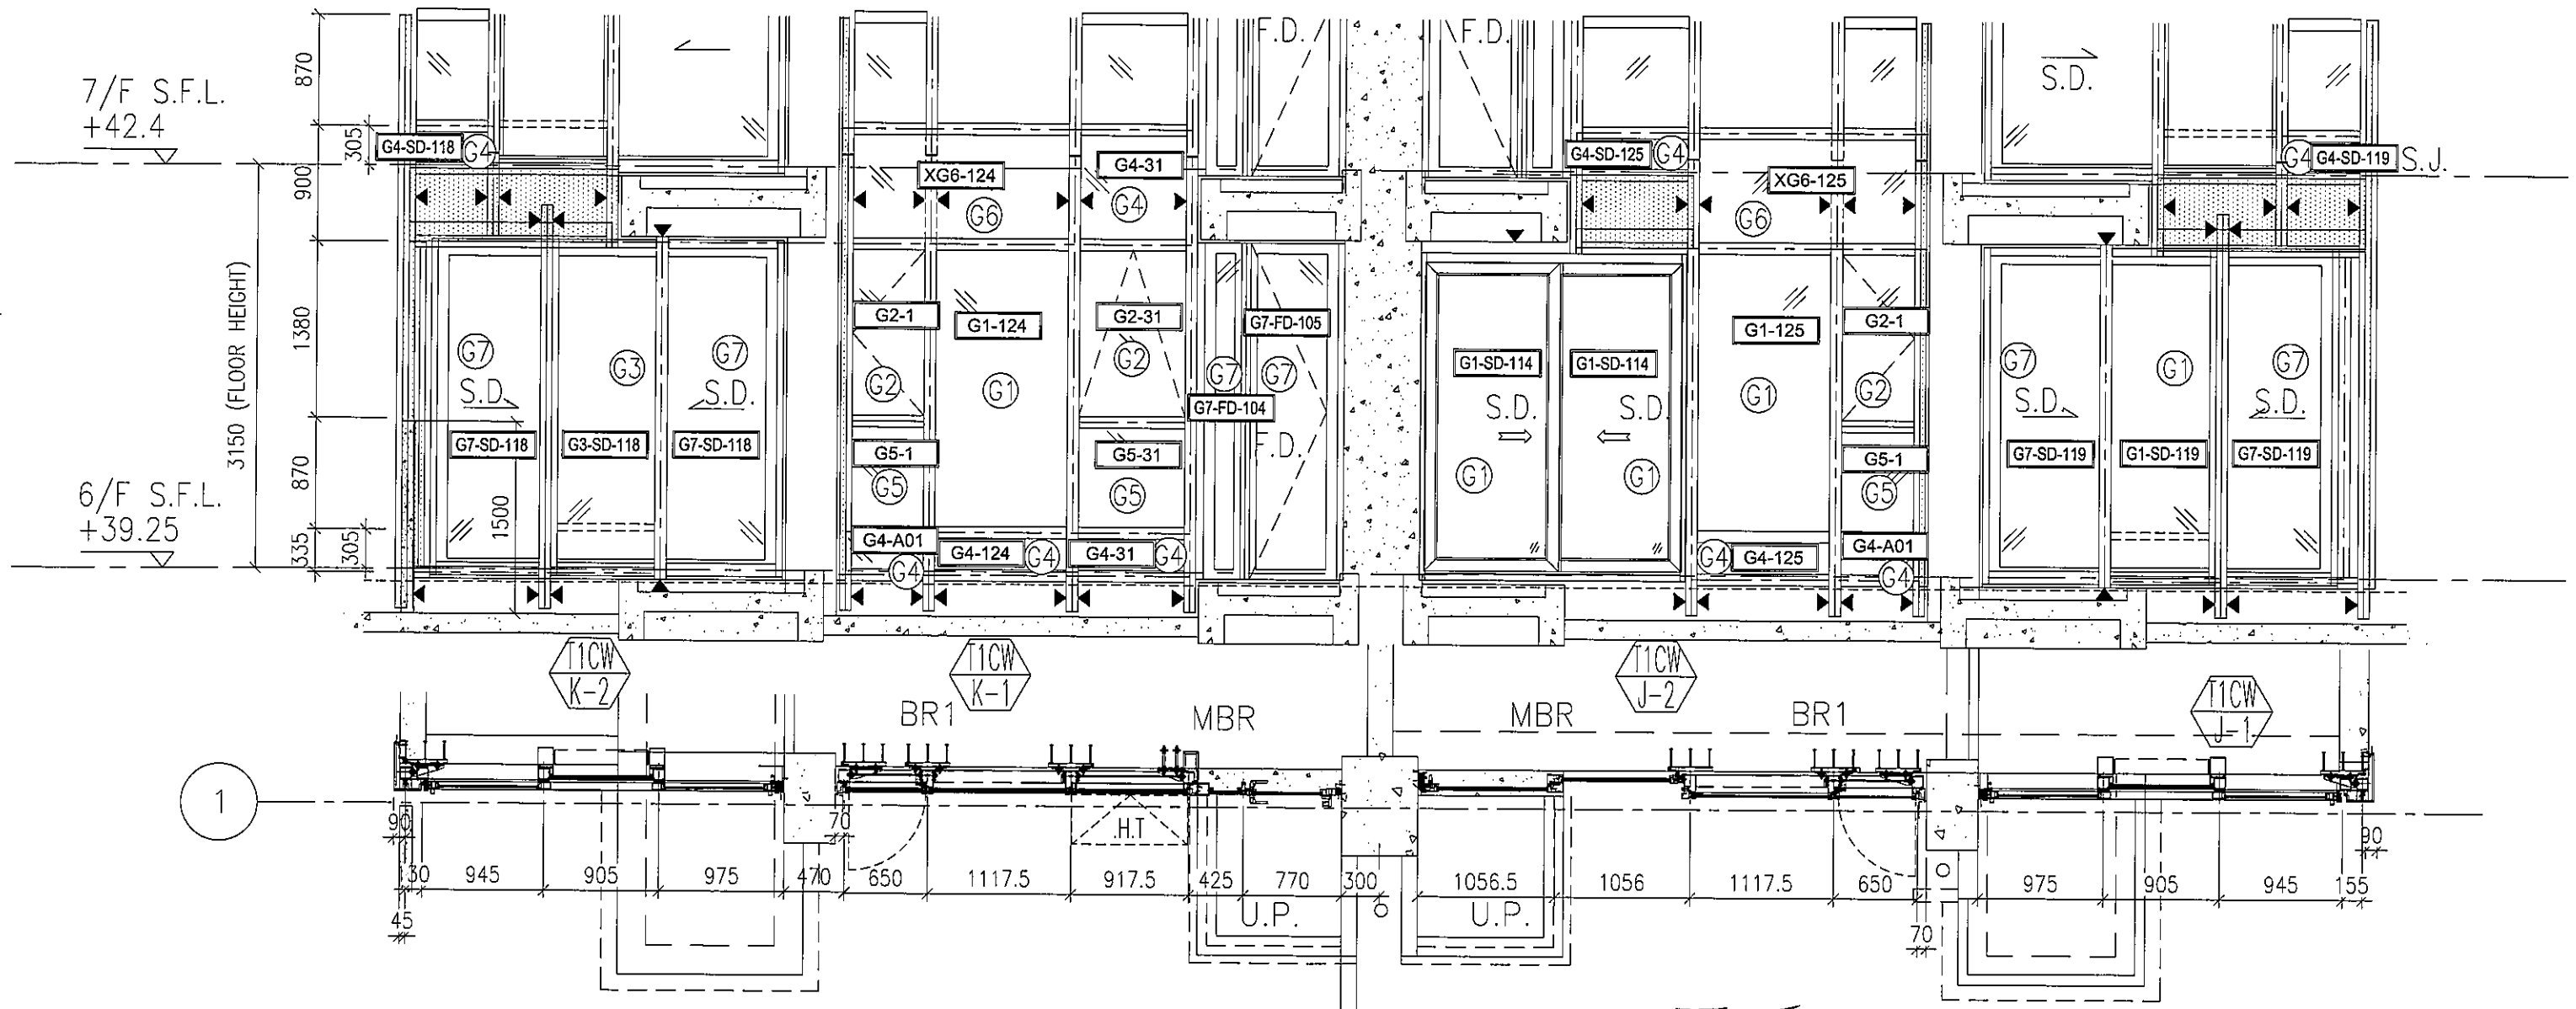 F.D.
F.D.
S.D.
7/F S.F.L.
+42.4
870
305
900
G4-SD-118
G4
XG6-124
G6
G4-31
G4
G4-SD-125
G4
XG6-125
G6
G4
G4-SD-119
S.J.
3150 (FLOOR HEIGHT)
1380
870
335
305
1500
6/F S.F.L.
+39.25
G7
S.D.
G3
G7
S.D.
G7-SD-118
G3-SD-118
G7-SD-118
G2-1
G1-124
G2-31
G2
G2
G1
G5-1
G5
G5-31
G5
G4-A01
G4
G4-124
G4
G4-31
G4
G7-FD-105
G7
G7
G7-FD-104
F.D.
G1-SD-114
G1-SD-114
S.D.
S.D.
G1
G1
G1-125
G2-1
G1
G2
G5-1
G5
G4
G4-125
G4-A01
G4
G7
S.D.
G1
G7
S.D.
G7-SD-119
G1-SD-119
G7-SD-119
T1CW
K-2
T1CW
K-1
T1CW
J-2
T1CW
J-1
BR1
MBR
MBR
BR1
1
H.T
90
70
90
30
945
905
975
470
650
1117.5
917.5
425
770
300
1056.5
1056
1117.5
650
975
905
945
155
45
70
U.P.
U.P.